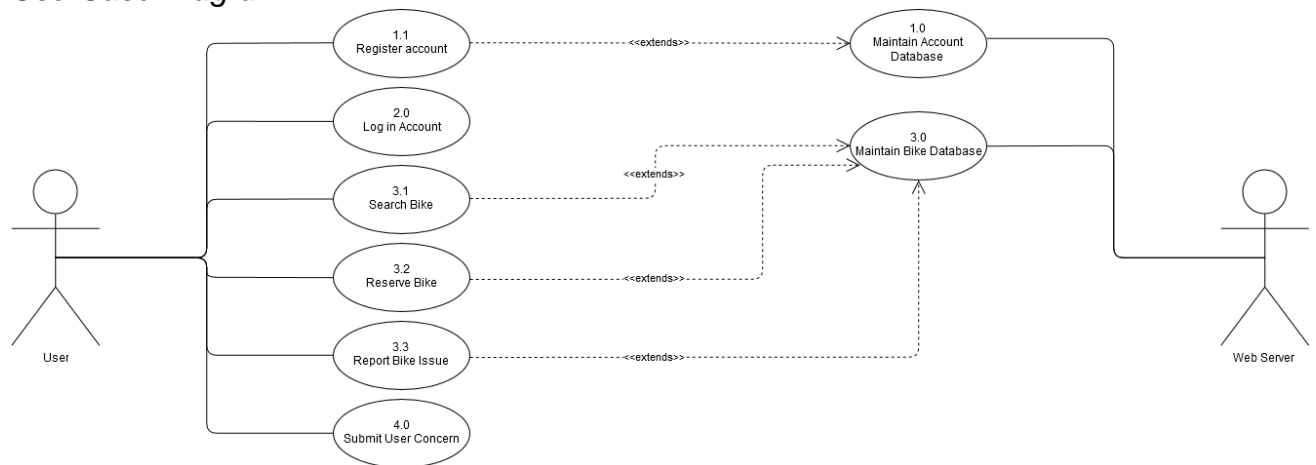 1.1
Register account
<<extends>>
1.0
Maintain Account
Database
2.0
Log in Account
3.0
Maintain Bike Database
<<extends>>
3.1
Search Bike
3.2
Reserve Bike
<<extends>>
3.3
Report Bike Issue
<<extends>>
User
Web Server
4.0
Submit User Concern